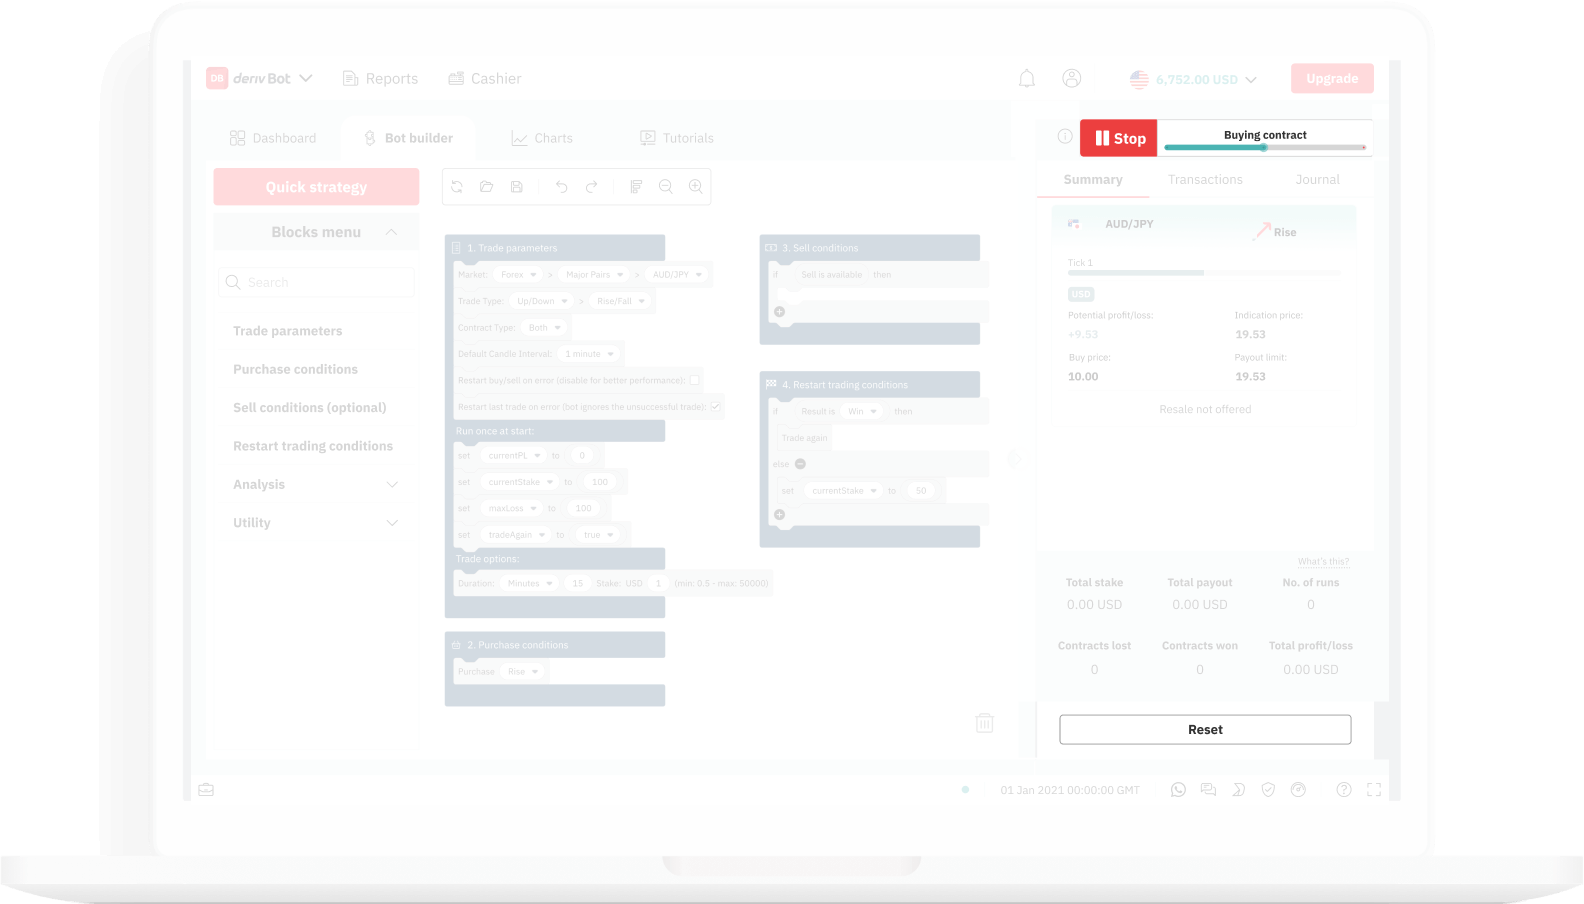 DB deriv Bot Reports Cashier 6,752.00 USD Upgrade
Dashboard Bot builder Charts Tutorials
Stop Buying contract
Quick strategy
Blocks menu
Search
Trade parameters
Purchase conditions
Sell conditions (optional)
Restart trading conditions
Analysis
Utility
1. Trade parameters
Market: Forex > Major Pairs > AUD/JPY
Trade Type: Up/Down > Rise/Fall
Contract Type: Both
Default Candle Interval: 1 minute
Restart buy/sell on error (disable for better performance):
Restart last trade on error (bot ignores the unsuccessful trade):
Run once at start:
set currentPL to 0
set currentStake to 100
set maxLoss to 100
set tradeAgain to true
Trade options:
Duration: Minutes 15 Stake: USD 1 (min: 0.5 - max: 50000)
2. Purchase conditions
Purchase Rise
3. Sell conditions
if Sell is available then
4. Restart trading conditions
if Result is Win then
Trade again
else
set currentStake to 50
Summary Transactions Journal
AUD/JPY Rise
Tick 1
USD
Potential profit/loss: Indication price:
+9.53 19.53
Buy price: Payout limit:
10.00 19.53
Resale not offered
What's this?
Total stake Total payout No. of runs
0.00 USD 0.00 USD 0
Contracts lost Contracts won Total profit/loss
0 0 0.00 USD
Reset
01 Jan 2021 00:00:00 GMT